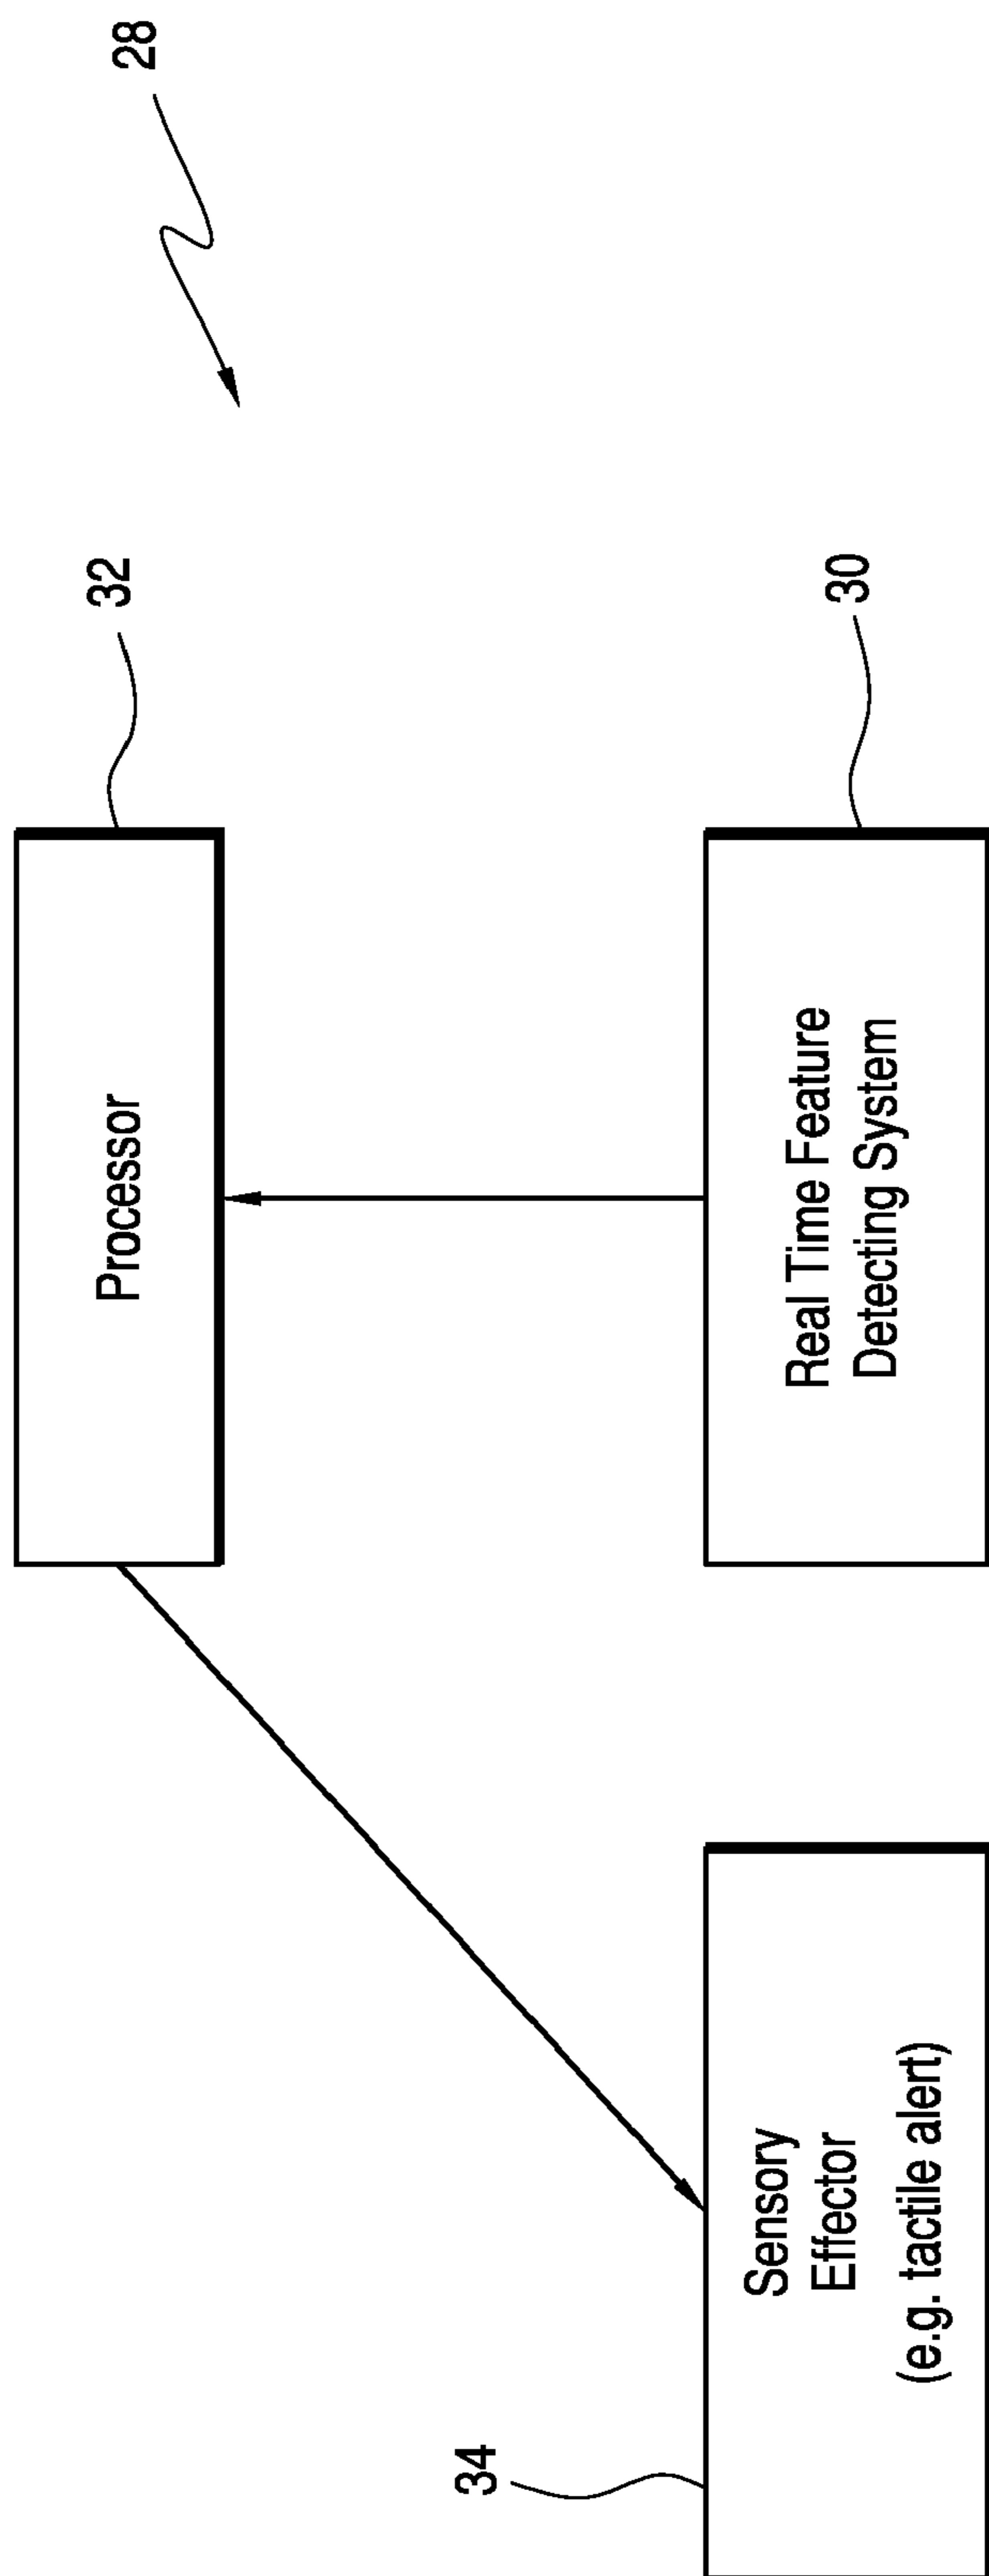 28
32
Processor
30
Real Time Feature
Detecting System
34
Sensory
Effector
(e.g. tactile alert)